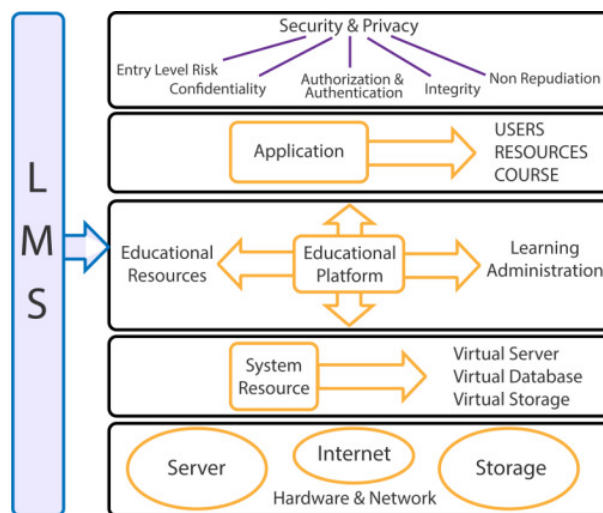 L
M
S
Security & Privacy
Entry Level Risk
Confidentiality
Authorization &
Authentication
Integrity
Non Repudiation
Application
USERS
RESOURCES
COURSE
Educational
Resources
Educational
Platform
Learning
Administration
System
Resource
Virtual Server
Virtual Database
Virtual Storage
Server
Internet
Storage
Hardware & Network